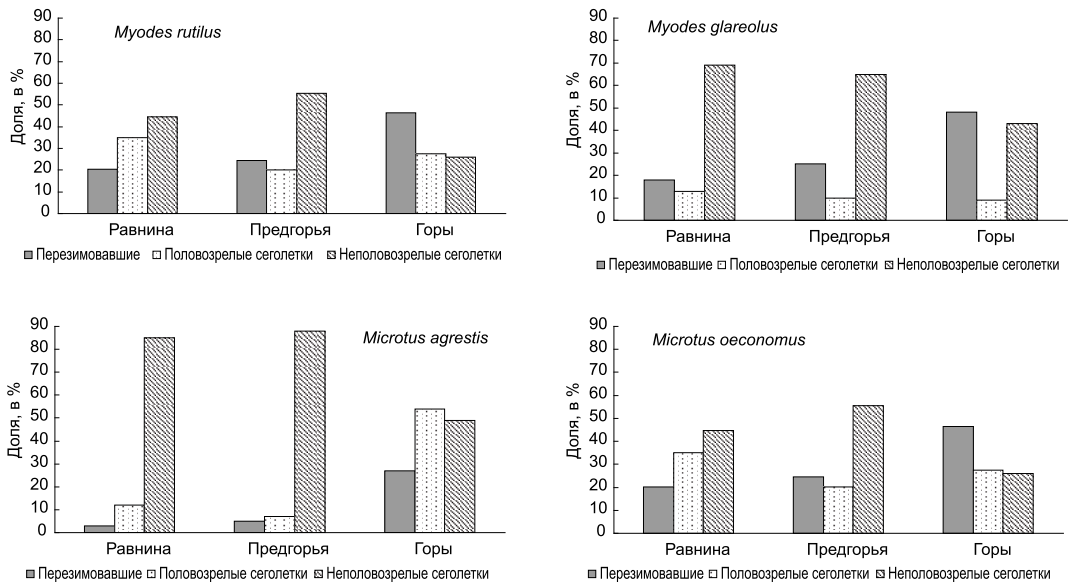 Myodes rutilus
Доля, в %
90
80
70
60
50
40
30
20
10
0
Равнина Предгорья Горы
Перезимовавшие Половозрелые сеголетки Неполовозрелые сеголетки
Myodes glareolus
Доля, в %
90
80
70
60
50
40
30
20
10
0
Равнина Предгорья Горы
Перезимовавшие Половозрелые сеголетки Неполовозрелые сеголетки
Microtus agrestis
Доля, в %
90
80
70
60
50
40
30
20
10
0
Равнина Предгорья Горы
Перезимовавшие Половозрелые сеголетки Неполовозрелые сеголетки
Microtus oeconomus
Доля, в %
90
80
70
60
50
40
30
20
10
0
Равнина Предгорья Горы
Перезимовавшие Половозрелые сеголетки Неполовозрелые сеголетки